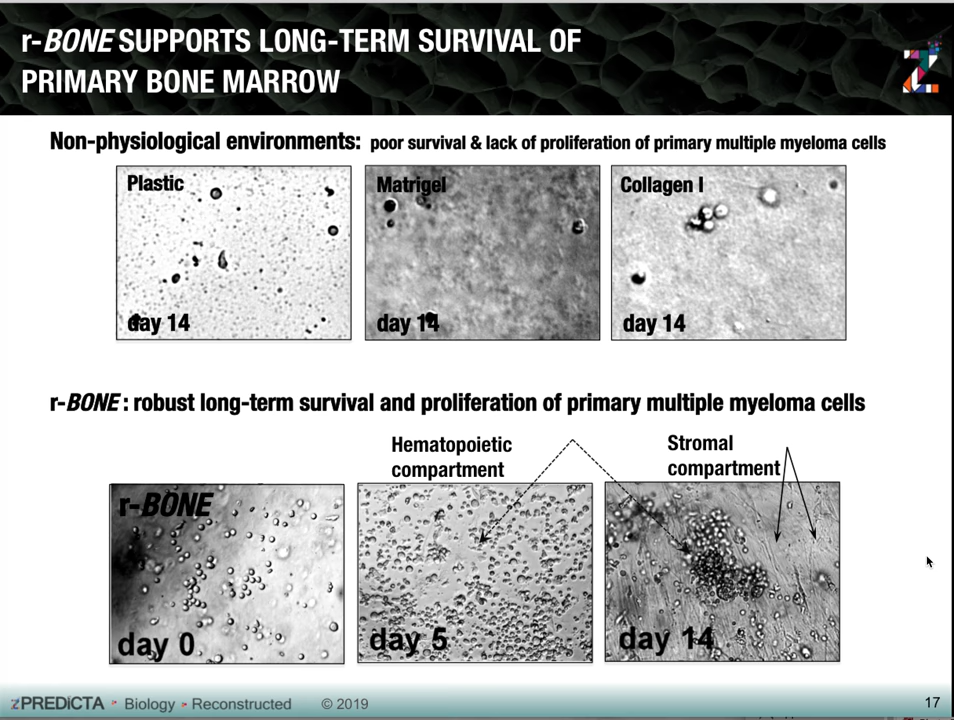 r-BONE SUPPORTS LONG-TERM SURVIVAL OF
PRIMARY BONE MARROW
Non-physiological environments: poor survival & lack of proliferation of primary multiple myeloma cells
Plastic
day 14
Matrigel
day 14
Collagen I
day 14
r-BONE : robust long-term survival and proliferation of primary multiple myeloma cells
Hematopoietic
compartment
Stromal
compartment
r-BONE
day 0
day 5
day 14
zPREDICTA Biology Reconstructed © 2019
17